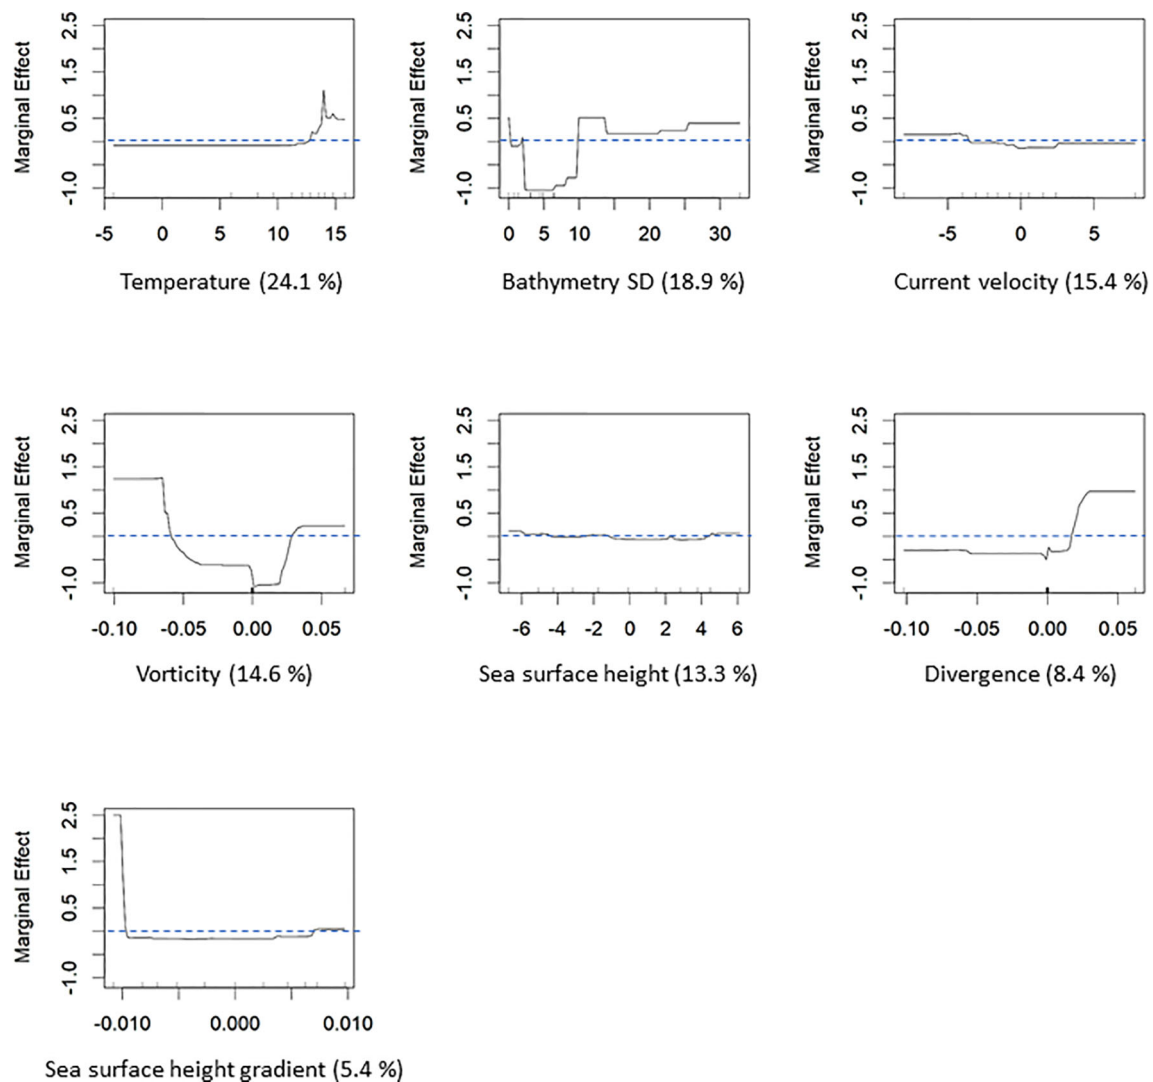 Marginal Effect
2.5
1.5
0.5
-1.0
-5 0 5 10 15
Temperature (24.1 %)
Marginal Effect
2.5
1.5
0.5
-1.0
0 5 10 20 30
Bathymetry SD (18.9 %)
Marginal Effect
2.5
1.5
0.5
-1.0
-5 0 5
Current velocity (15.4 %)
Marginal Effect
2.5
1.5
0.5
-1.0
-0.10 -0.05 0.00 0.05
Vorticity (14.6 %)
Marginal Effect
2.5
1.5
0.5
-1.0
-6 -4 -2 0 2 4 6
Sea surface height (13.3 %)
Marginal Effect
2.5
1.5
0.5
-1.0
-0.10 -0.05 0.00 0.05
Divergence (8.4 %)
Marginal Effect
2.5
1.5
0.5
-1.0
-0.010 0.000 0.010
Sea surface height gradient (5.4 %)